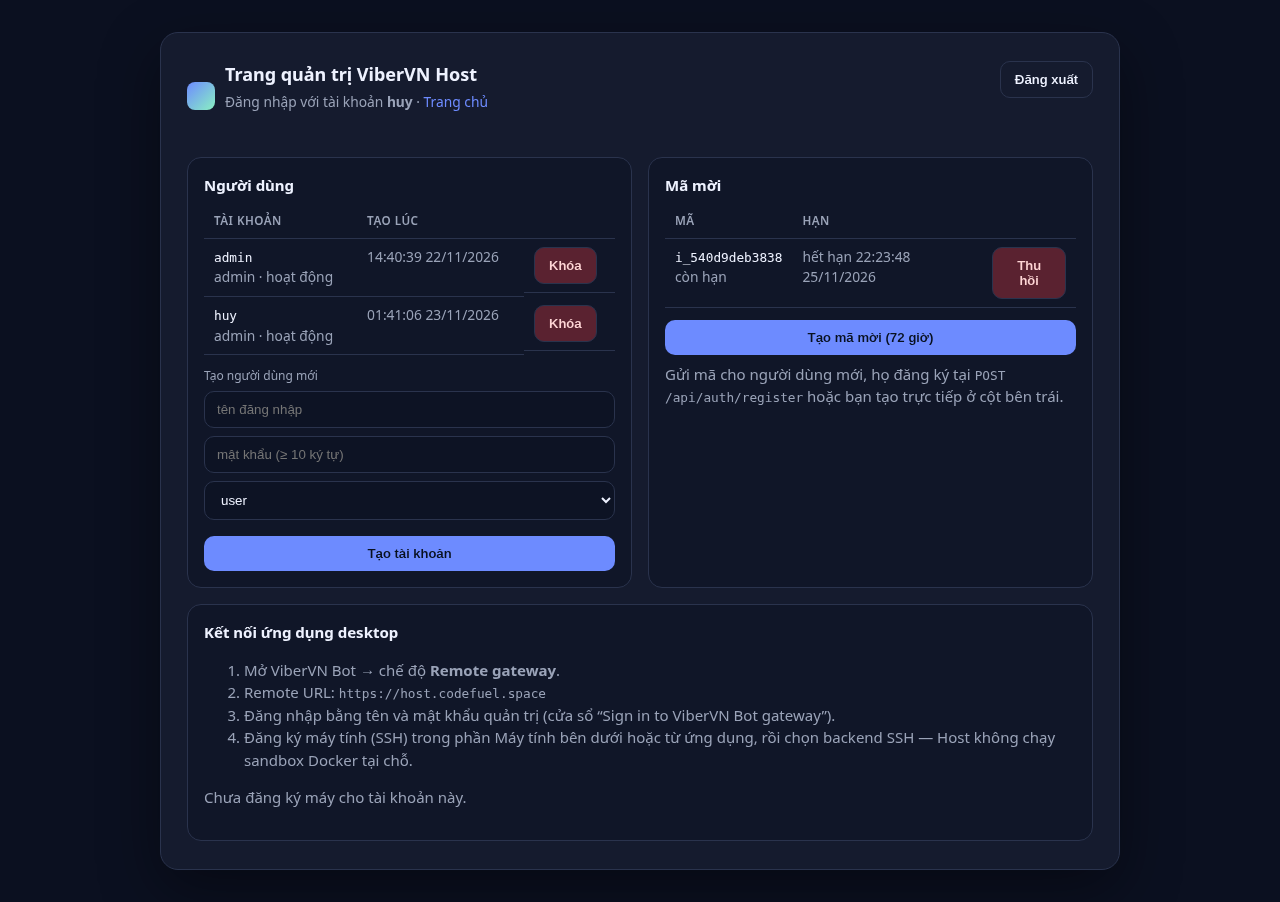 Trang quản trị ViberVN Host
Đăng nhập với tài khoản huy · Trang chủ
Đăng xuất
Người dùng
TÀI KHOẢN TẠO LÚC
admin 14:40:39 22/11/2026 Khóa
admin · hoạt động
huy 01:41:06 23/11/2026 Khóa
admin · hoạt động
Tạo người dùng mới
tên đăng nhập
mật khẩu (≥ 10 ký tự)
user
Tạo tài khoản
Mã mời
MÃ HẠN
i_540d9deb3838 hết hạn 22:23:48
còn hạn 25/11/2026
Thu
hồi
Tạo mã mời (72 giờ)
Gửi mã cho người dùng mới, họ đăng ký tại POST
/api/auth/register hoặc bạn tạo trực tiếp ở cột bên trái.
Kết nối ứng dụng desktop
1. Mở ViberVN Bot → chế độ Remote gateway.
2. Remote URL: https://host.codefuel.space
3. Đăng nhập bằng tên và mật khẩu quản trị (cửa sổ “Sign in to ViberVN Bot gateway”).
4. Đăng ký máy tính (SSH) trong phần Máy tính bên dưới hoặc từ ứng dụng, rồi chọn backend SSH — Host không chạy
sandbox Docker tại chỗ.
Chưa đăng ký máy cho tài khoản này.